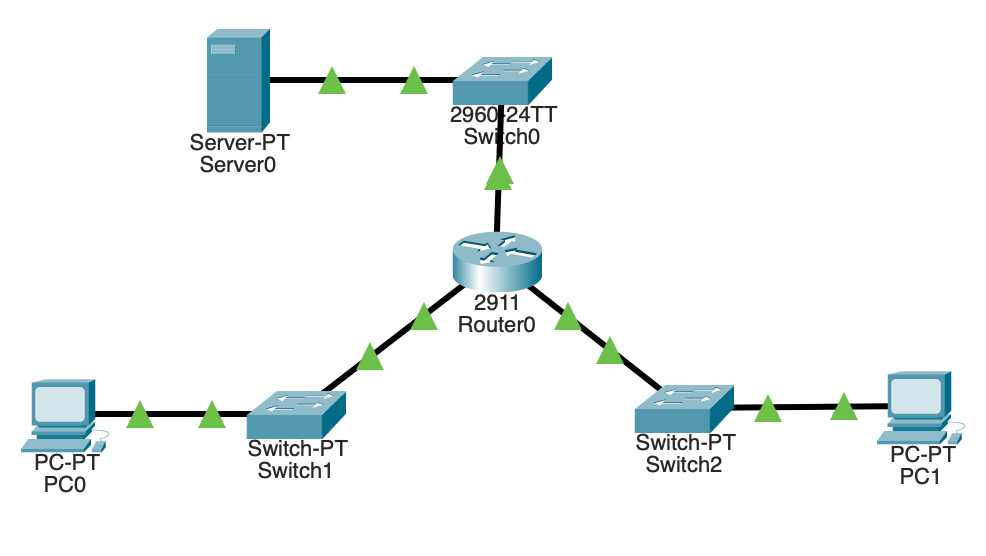 Server-PT
Server0
2960-24TT
Switch0
2911
Router0
PC-PT
PC0
Switch-PT
Switch1
Switch-PT
Switch2
PC-PT
PC1